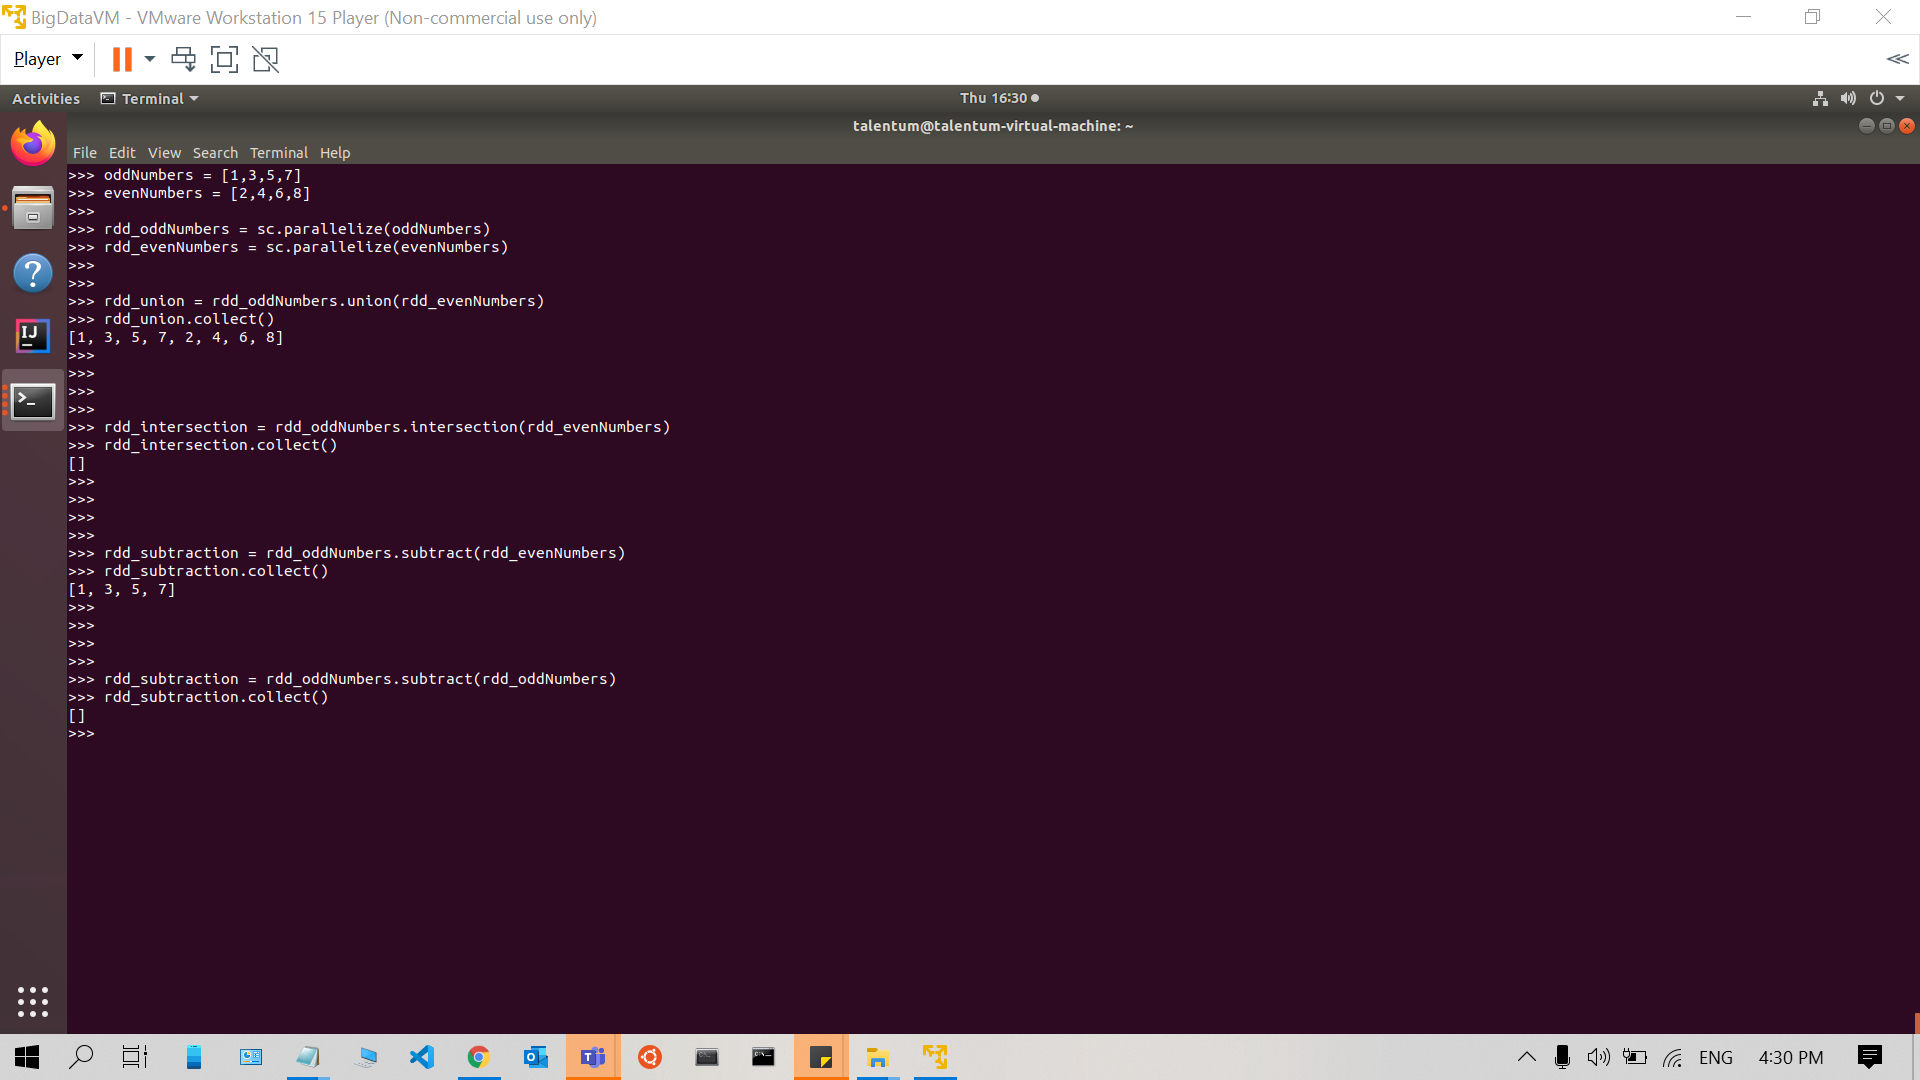 BigDataVM - VMware Workstation 15 Player (Non-commercial use only)
Player
Activities
Terminal
Thu 16:30
talentum@talentum-virtual-machine: ~
File Edit View Search Terminal Help
>>> oddNumbers = [1,3,5,7]
>>> evenNumbers = [2,4,6,8]
>>>
>>> rdd_oddNumbers = sc.parallelize(oddNumbers)
>>> rdd_evenNumbers = sc.parallelize(evenNumbers)
>>>
>>>
>>> rdd_union = rdd_oddNumbers.union(rdd_evenNumbers)
>>> rdd_union.collect()
[1, 3, 5, 7, 2, 4, 6, 8]
>>>
>>>
>>>
>>>
>>> rdd_intersection = rdd_oddNumbers.intersection(rdd_evenNumbers)
>>> rdd_intersection.collect()
[]
>>>
>>>
>>>
>>>
>>> rdd_subtraction = rdd_oddNumbers.subtract(rdd_evenNumbers)
>>> rdd_subtraction.collect()
[1, 3, 5, 7]
>>>
>>>
>>>
>>>
>>> rdd_subtraction = rdd_oddNumbers.subtract(rdd_oddNumbers)
>>> rdd_subtraction.collect()
[]
>>>
IJ
ENG
4:30 PM